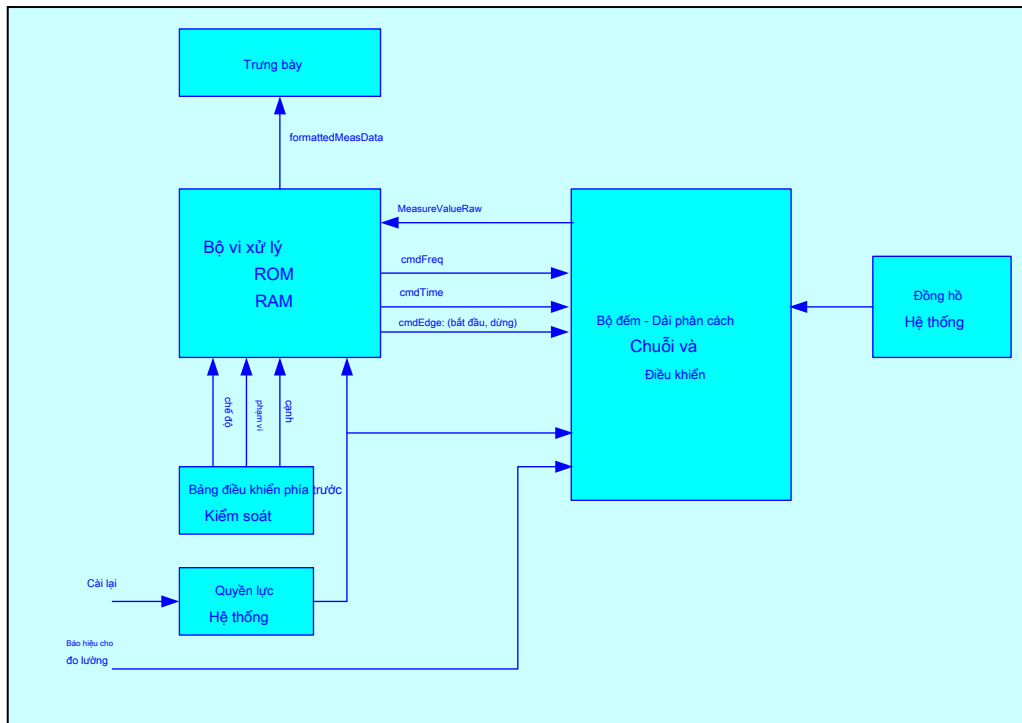 Trưng bày
formattedMeasData
MeasureValueRaw
Bộ vi xử lý
ROM
RAM
cmdFreq
cmdTime
cmdEdge: (bắt đầu, dừng)
Bộ đếm - Dải phân cách
Chuỗi và
Điều khiển
Đồng hồ
Hệ thống
chế độ
phạm vi
cạnh
Bảng điều khiển phía trước
Kiểm soát
Cài lại
Quyền lực
Hệ thống
Báo hiệu cho
đo lường